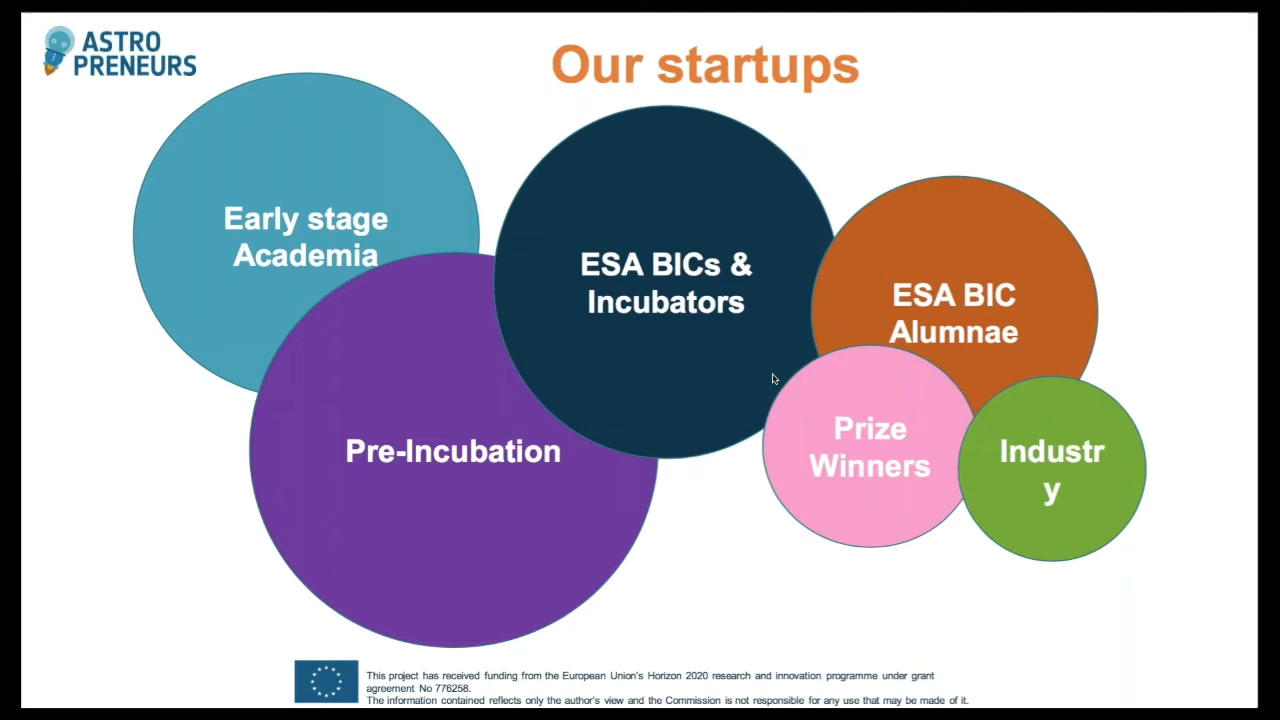 ASTRO
PRENEURS
Our startups
Early stage
Academia
ESA BICs &
Incubators
ESA BIC
Alumnae
Pre-Incubation
Prize
Winners
Industr
y
This project has received funding from the European Union's Horizon 2020 research and innovation programme under grant
agreement No 776258.
The information contained reflects only the author's view and the Commission is not responsible for any use that may be made of it.